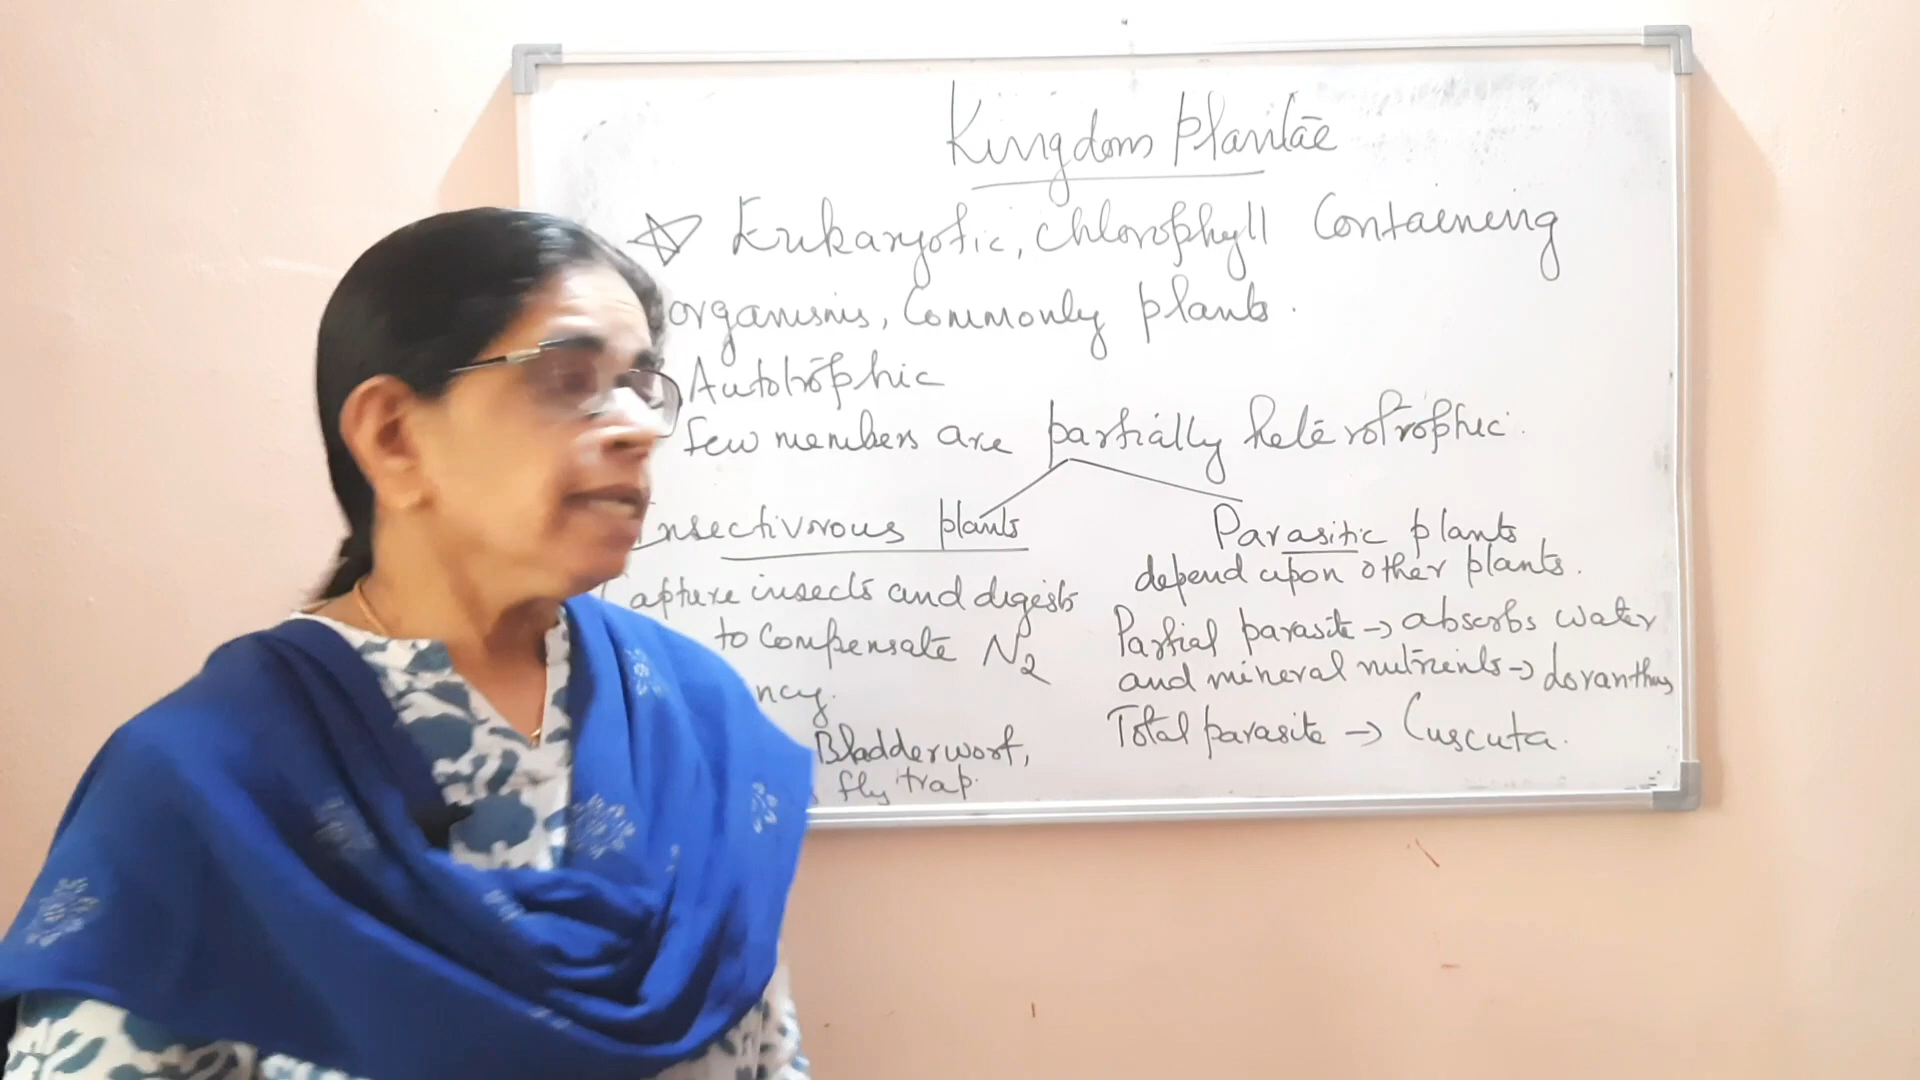 Kingdom Plantae
Eukaryotic, chlorophyll Containing
organisms, Commonly plants.
Autotrophic
Few members are partially heterotrophic.
Insectivorous plants
apture insects and digests
to Compensate N2
ncy.
Bladderwort,
fly trap.
Parasitic plants
depend upon other plants.
Partial parasite → absorbs water
and mineral nutrients → Loranthus
Total parasite → Cuscuta.